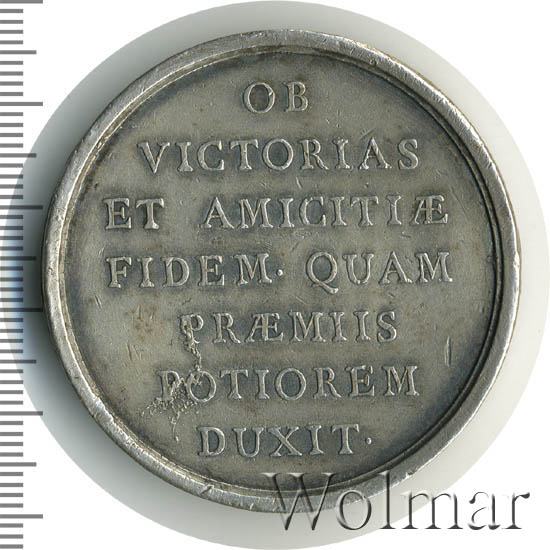 OB
VICTORIAS
ET AMICITIÆ
FIDEM· QUAM
PRÆMIIS
POTIOREM
DUXIT·
Wolmar